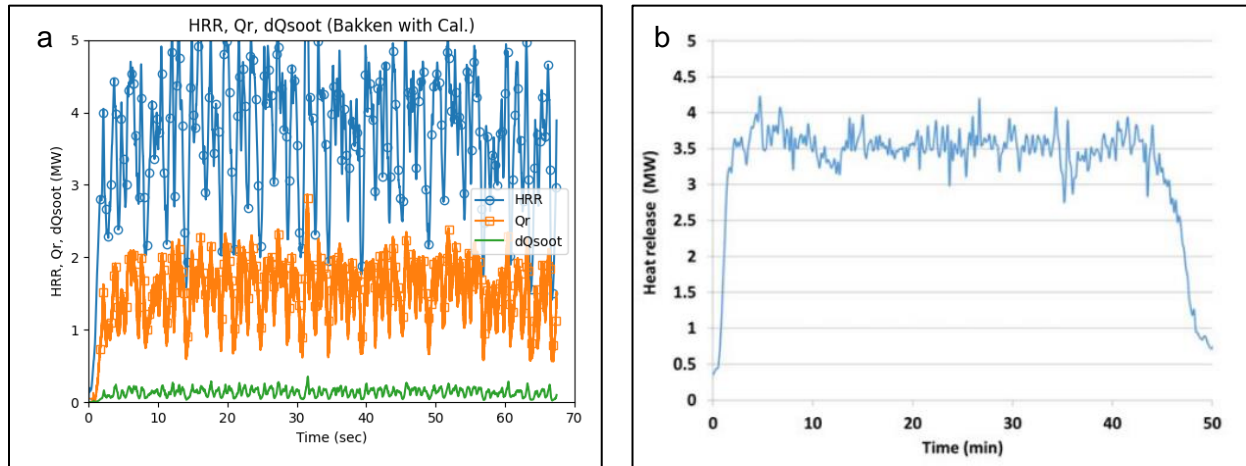 a
HRR, Qr, dQsoot (Bakken with Cal.)
HRR, Qr, dQsoot (MW)
5
4
3
2
1
0
HRR
Qr
dQsoot
0 10 20 30 40 50 60 70
Time (sec)
b
Heat release (MW)
5
4.5
4
3.5
3
2.5
2
1.5
1
0.5
0
0 10 20 30 40 50
Time (min)